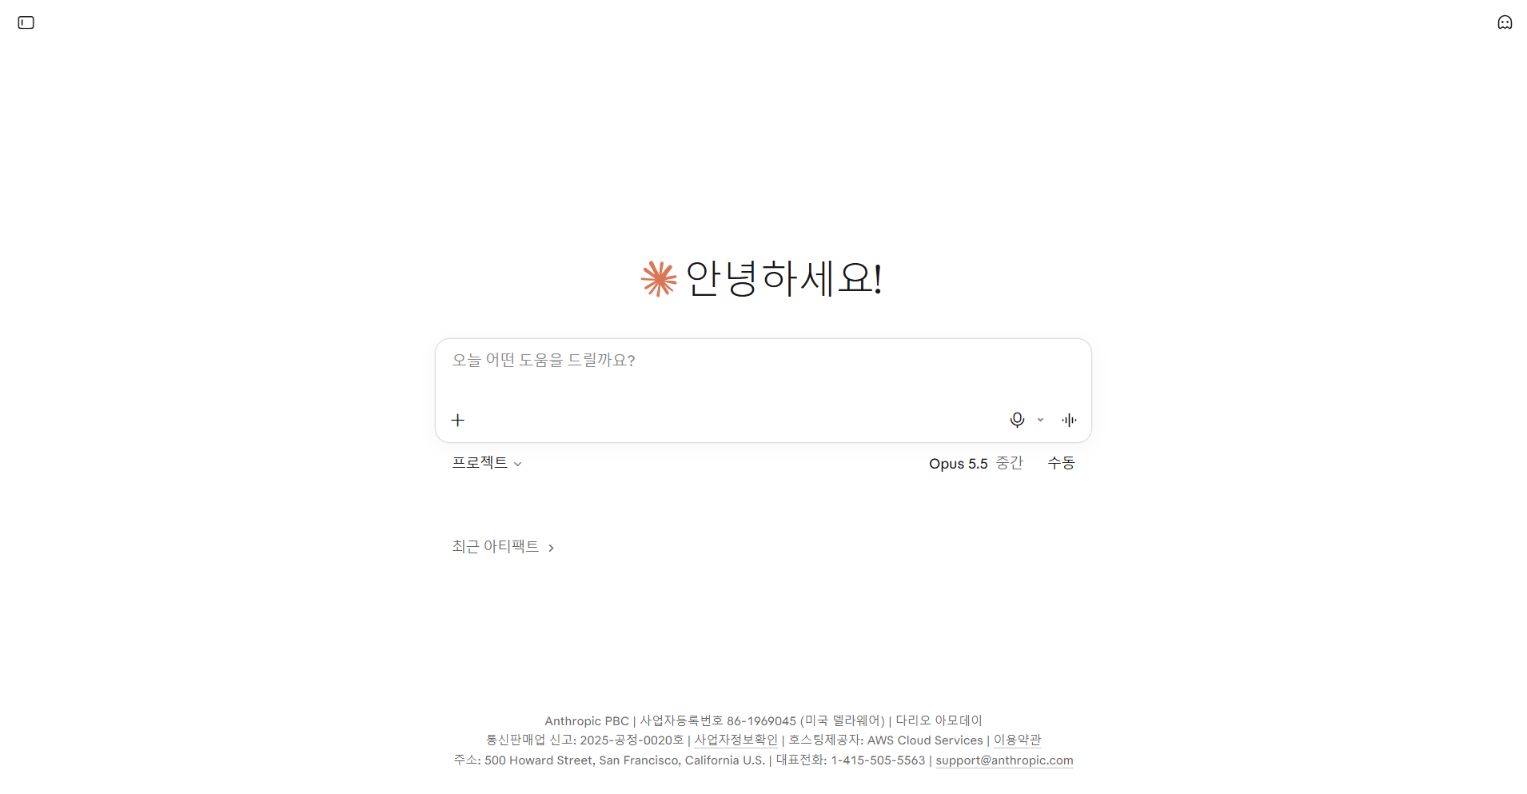 안녕하세요!
오늘 어떤 도움을 드릴까요?
프로젝트
Opus 5.5 중간 수동
최근 아티팩트
Anthropic PBC | 사업자등록번호 86-1969045 (미국 델라웨어) | 다리오 아모데이
통신판매업 신고: 2025-공정-0020호 | 사업자정보확인 | 호스팅제공자: AWS Cloud Services | 이용약관
주소: 500 Howard Street, San Francisco, California U.S. | 대표전화: 1-415-505-5563 | support@anthropic.com